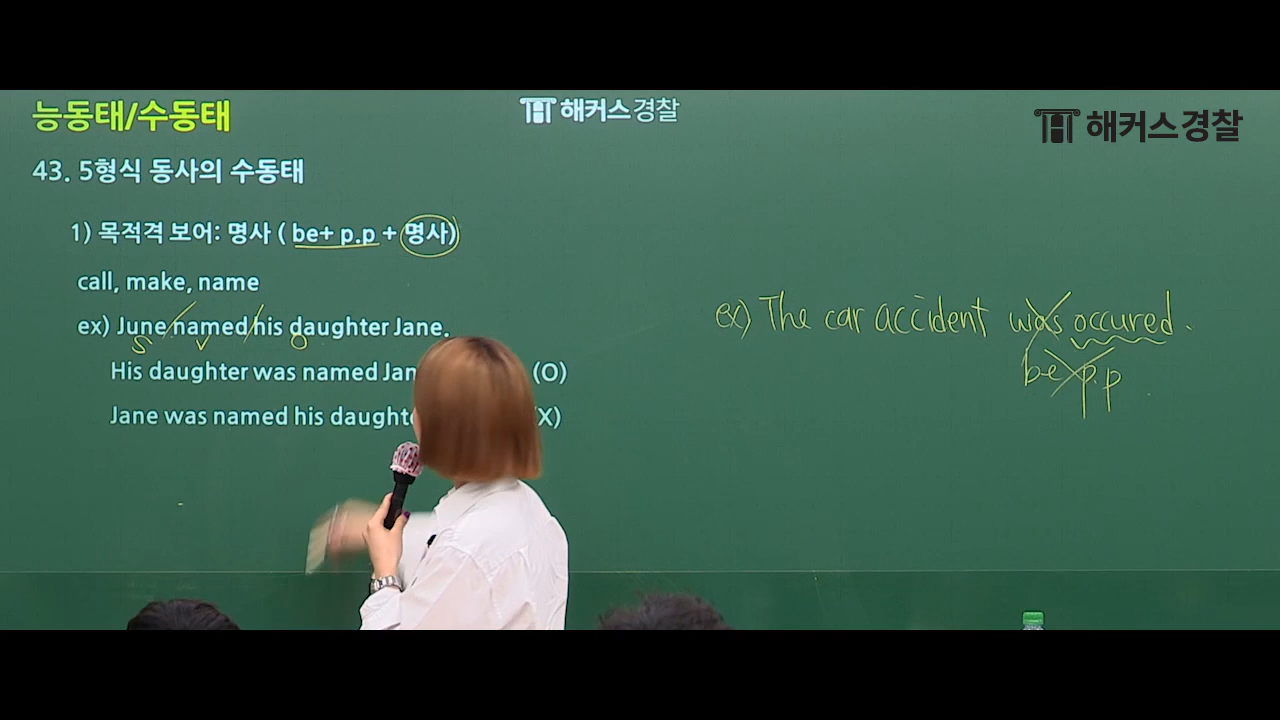 능동태/수동태
해커스경찰
해커스경찰
43. 5형식 동사의 수동태
1) 목적격 보어: 명사 ( be+ p.p + 명사)
call, make, name
ex) June named his daughter Jane.
S V O
His daughter was named (O)
Jane was named his (X)
ex) The car accident was occured.
be p.p